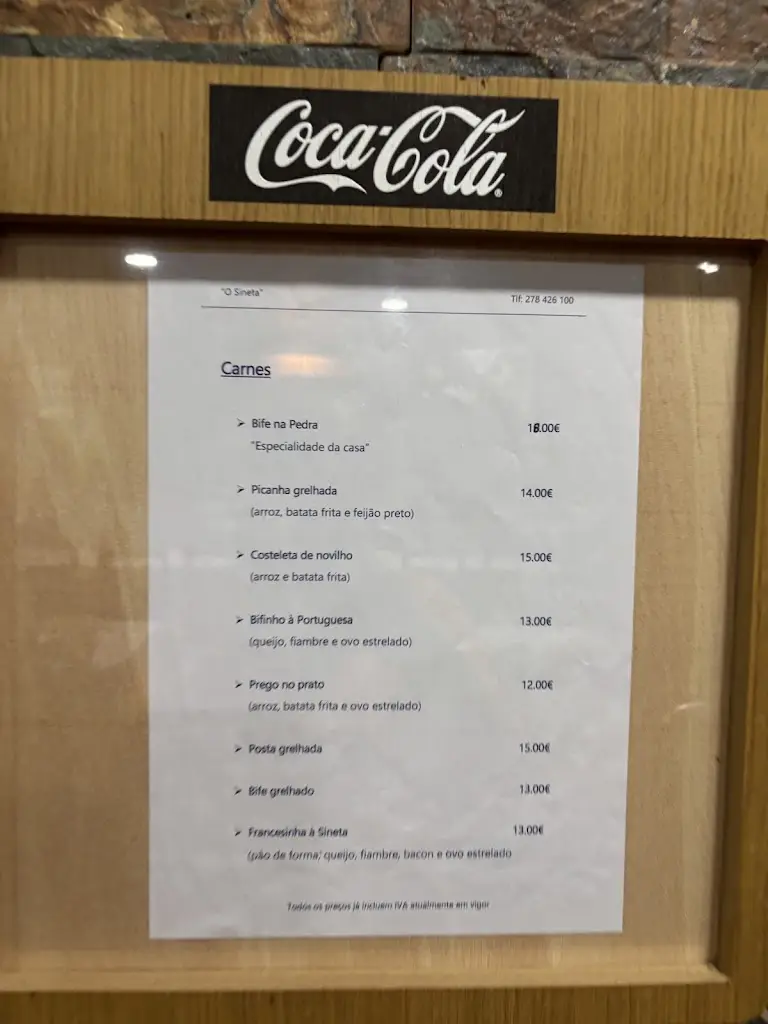 Coca-Cola
"O Sineta" Tlf: 278 426 100
Carnes
➢ Bife na Pedra
"Especialidade da casa"
➢ Picanha grelhada 14.00€
(arroz, batata frita e feijão preto)
➢ Costeleta de novilho 15.00€
(arroz e batata frita)
➢ Bifinho à Portuguesa 13.00€
(queijo, fiambre e ovo estrelado)
➢ Prego no prato 12.00€
(arroz, batata frita e ovo estrelado)
➢ Posta grelhada 15.00€
➢ Bife grelhado 13.00€
➢ Francesinha à Sineta 13.00€
(pão de forma, queijo, fiambre, bacon e ovo estrelado
Todos os preços já incluem IVA atualmente em vigor